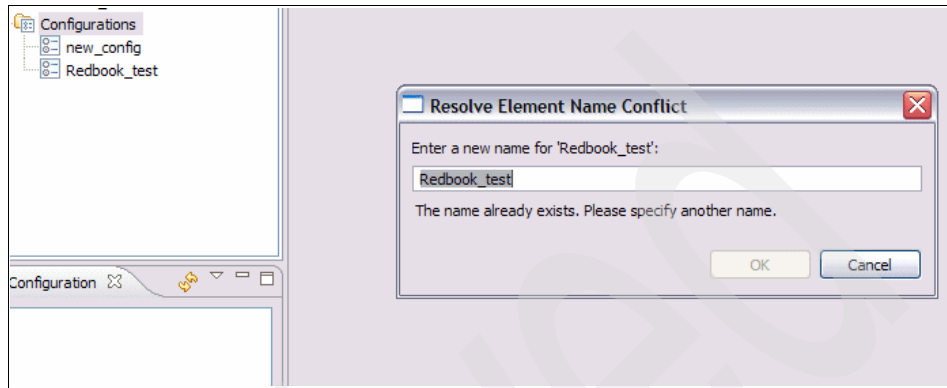 Configurations
new_config
Redbook_test
Resolve Element Name Conflict
Enter a new name for 'Redbook_test':
Redbook_test
The name already exists. Please specify another name.
OK
Cancel
Configuration